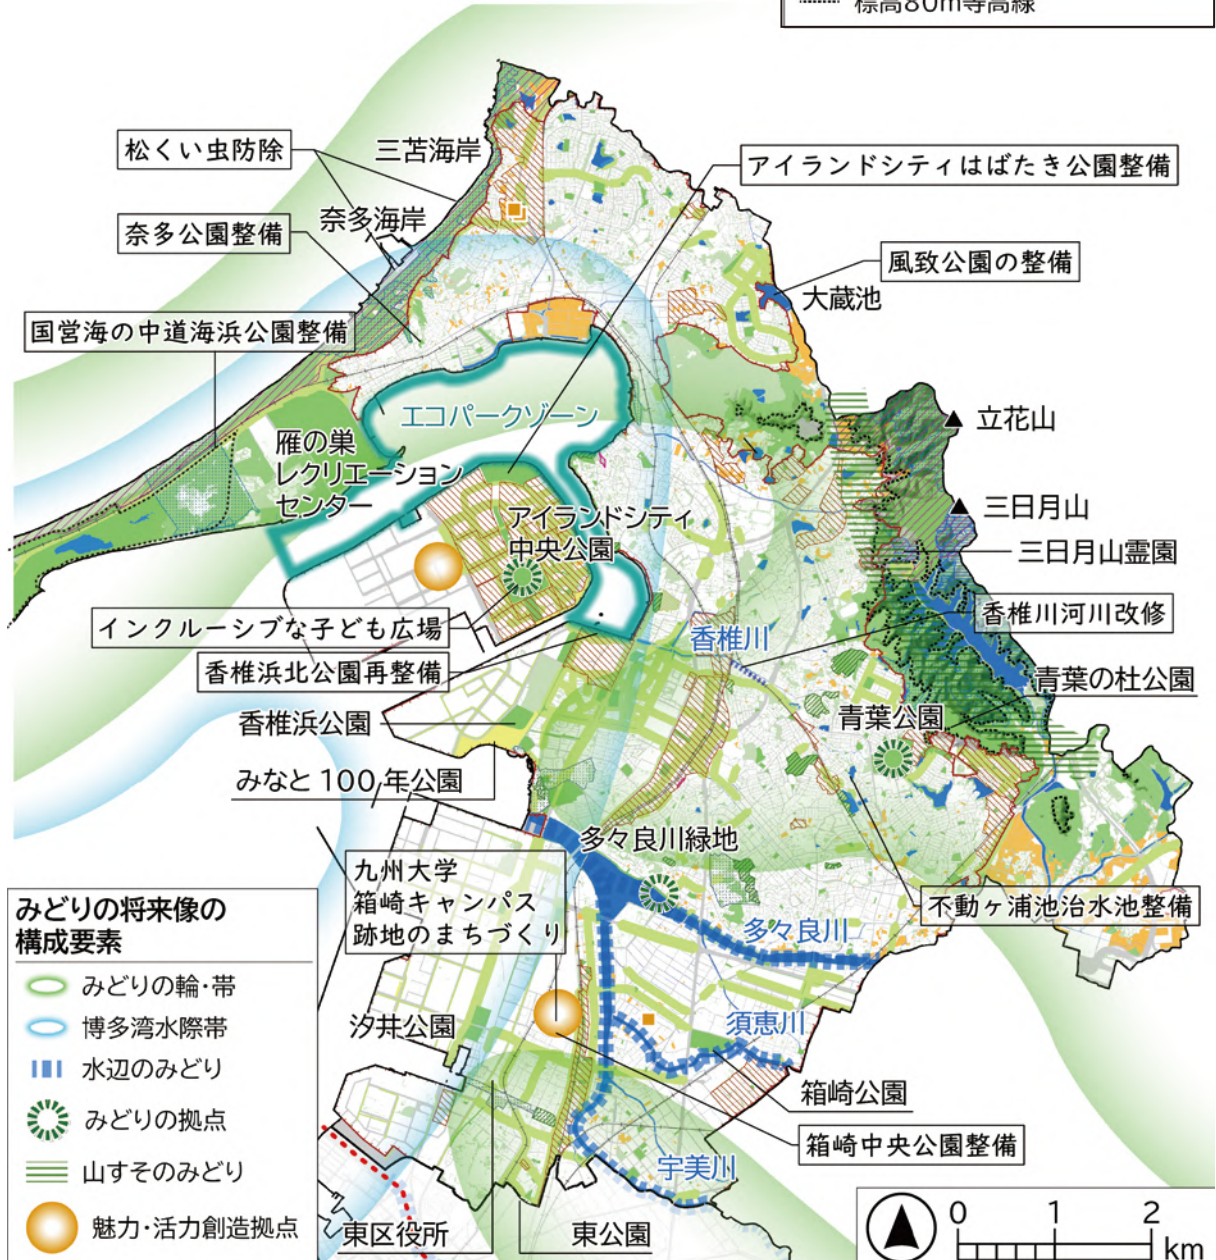 標高80m等高線
松くい虫防除
三苫海岸
アイランドシティはばたき公園整備
奈多海岸
奈多公園整備
風致公園の整備
大蔵池
国営海の中道海浜公園整備
エコパークゾーン
立花山
雁の巣
レクリエーション
センター
三日月山
アイランドシティ
中央公園
三日月山霊園
インクルーシブな子ども広場
香椎川
香椎川河川改修
香椎浜北公園再整備
青葉の杜公園
香椎浜公園
青葉公園
みなと100年公園
多々良川緑地
九州大学
箱崎キャンパス
跡地のまちづくり
不動ヶ浦池治水池整備
多々良川
汐井公園
須恵川
箱崎公園
箱崎中央公園整備
宇美川
東区役所
東公園
みどりの将来像の
構成要素
みどりの輪・帯
博多湾水際帯
水辺のみどり
みどりの拠点
山すそのみどり
魅力・活力創造拠点
0 1 2
km